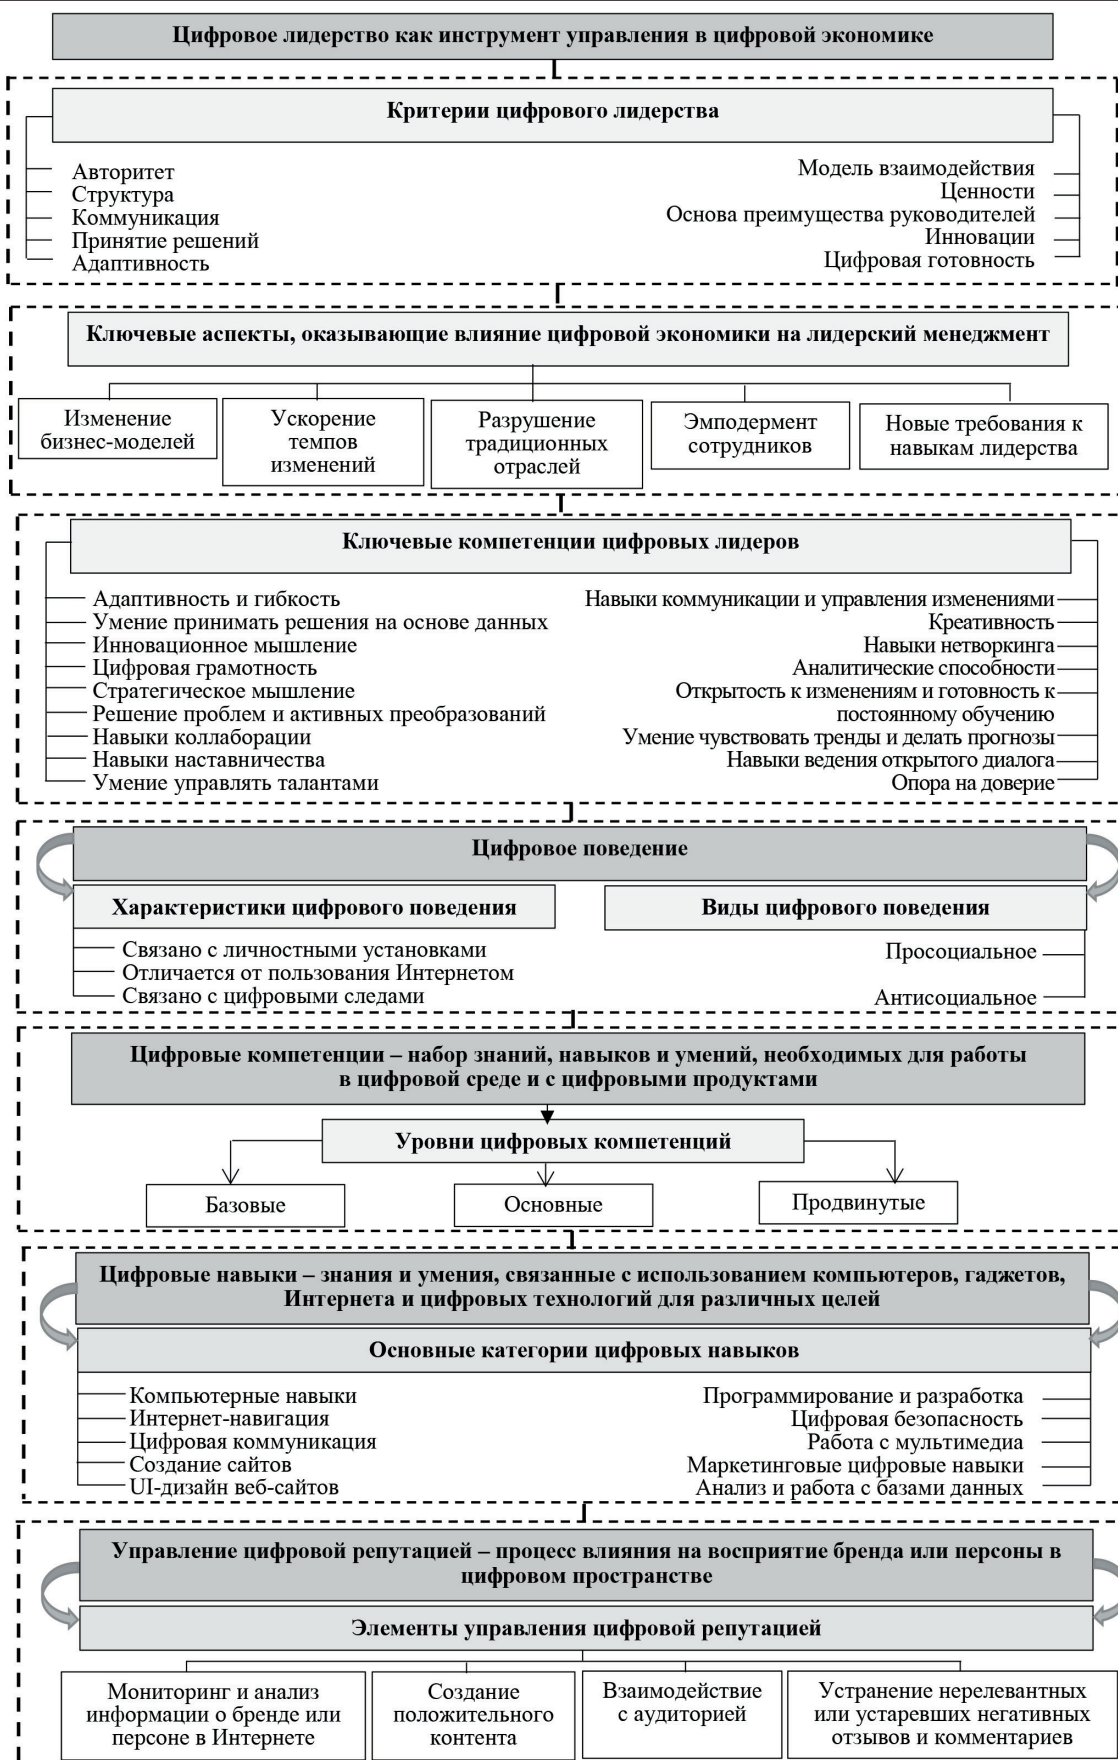 Цифровое лидерство как инструмент управления в цифровой экономике
Критерии цифрового лидерства
Авторитет
Структура
Коммуникация
Принятие решений
Адаптивность
Модель взаимодействия
Ценности
Основа преимущества руководителей
Инновации
Цифровая готовность
Ключевые аспекты, оказывающие влияние цифровой экономики на лидерский менеджмент
Изменение
бизнес-моделей
Ускорение
темпов
изменений
Разрушение
традиционных
отраслей
Эмподермент
сотрудников
Новые требования к
навыкам лидерства
Ключевые компетенции цифровых лидеров
Адаптивность и гибкость
Умение принимать решения на основе данных
Инновационное мышление
Цифровая грамотность
Стратегическое мышление
Решение проблем и активных преобразований
Навыки коллаборации
Навыки наставничества
Умение управлять талантами
Навыки коммуникации и управления изменениями
Креативность
Навыки нетворкинга
Аналитические способности
Открытость к изменениям и готовность к
постоянному обучению
Умение чувствовать тренды и делать прогнозы
Навыки ведения открытого диалога
Опора на доверие
Цифровое поведение
Характеристики цифрового поведения
Связано с личностными установками
Отличается от пользования Интернетом
Связано с цифровыми следами
Виды цифрового поведения
Просоциальное
Антисоциальное
Цифровые компетенции – набор знаний, навыков и умений, необходимых для работы
в цифровой среде и с цифровыми продуктами
Уровни цифровых компетенций
Базовые
Основные
Продвинутые
Цифровые навыки – знания и умения, связанные с использованием компьютеров, гаджетов,
Интернета и цифровых технологий для различных целей
Основные категории цифровых навыков
Компьютерные навыки
Интернет-навигация
Цифровая коммуникация
Создание сайтов
UI-дизайн веб-сайтов
Программирование и разработка
Цифровая безопасность
Работа с мультимедиа
Маркетинговые цифровые навыки
Анализ и работа с базами данных
Управление цифровой репутацией – процесс влияния на восприятие бренда или персоны в
цифровом пространстве
Элементы управления цифровой репутацией
Мониторинг и анализ
информации о бренде или
персоне в Интернете
Создание
положительного
контента
Взаимодействие
с аудиторией
Устранение нерелевантных
или устаревших негативных
отзывов и комментариев